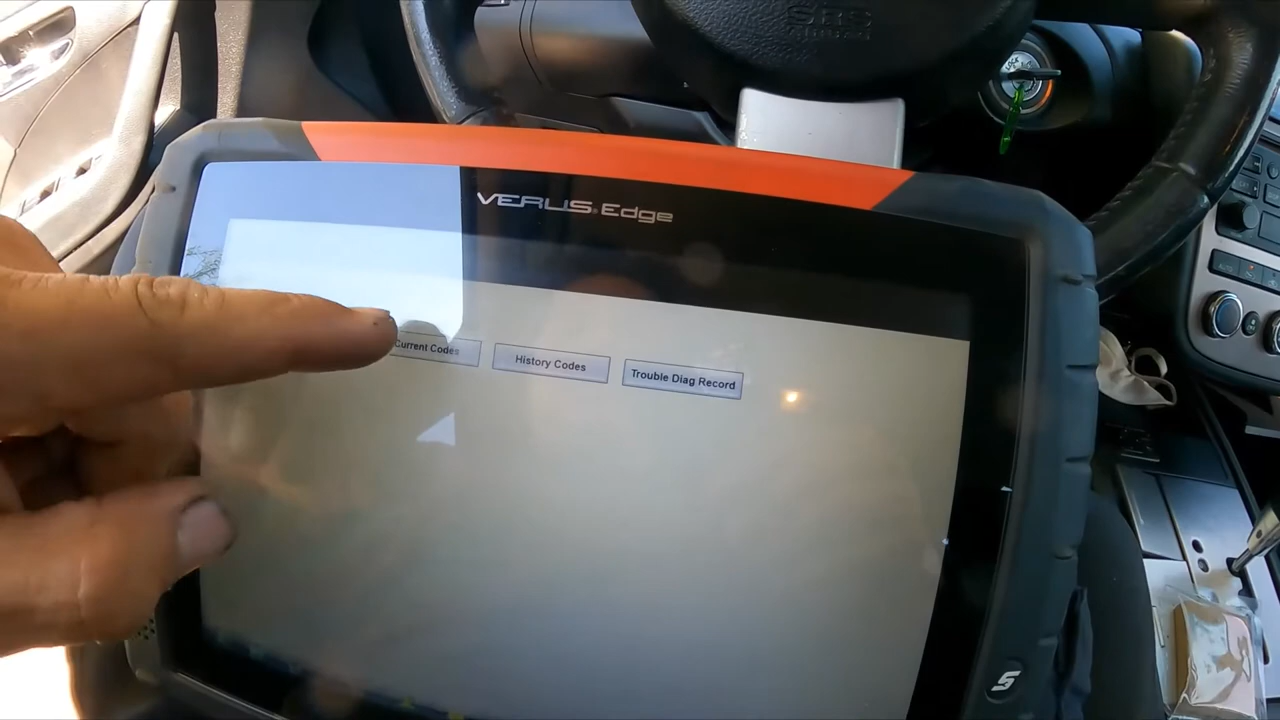 SRS
VERUS Edge
Current Codes
History Codes
Trouble Diag Record
S